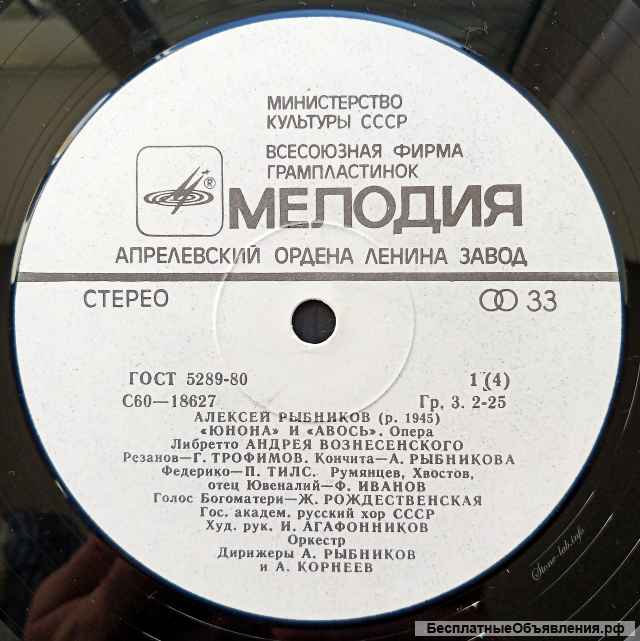 МИНИСТЕРСТВО
КУЛЬТУРЫ СССР
ВСЕСОЮЗНАЯ ФИРМА
ГРАМПЛАСТИНОК
®
МЕЛОДИЯ
АПРЕЛЕВСКИЙ ОРДЕНА ЛЕНИНА ЗАВОД
СТЕРЕО
33
ГОСТ 5289-80
1 (4)
С60—18627
Гр. 3. 2-25
АЛЕКСЕЙ РЫБНИКОВ (р. 1945)
«ЮНОНА» И «АВОСЬ». Опера
Либретто АНДРЕЯ ВОЗНЕСЕНСКОГО
Резанов—Г. ТРОФИМОВ. Кончита—А. РЫБНИКОВА
Федерико—П. ТИЛС. Румянцев, Хвостов,
отец Ювеналий—Ф. ИВАНОВ
Голос Богоматери—Ж. РОЖДЕСТВЕНСКАЯ
Гос. академ. русский хор СССР
Худ. рук. И. АГАФОННИКОВ
Оркестр
Дирижеры А. РЫБНИКОВ
и А. КОРНЕЕВ
Stone-lab.info
БесплатныеОбъявления.рф